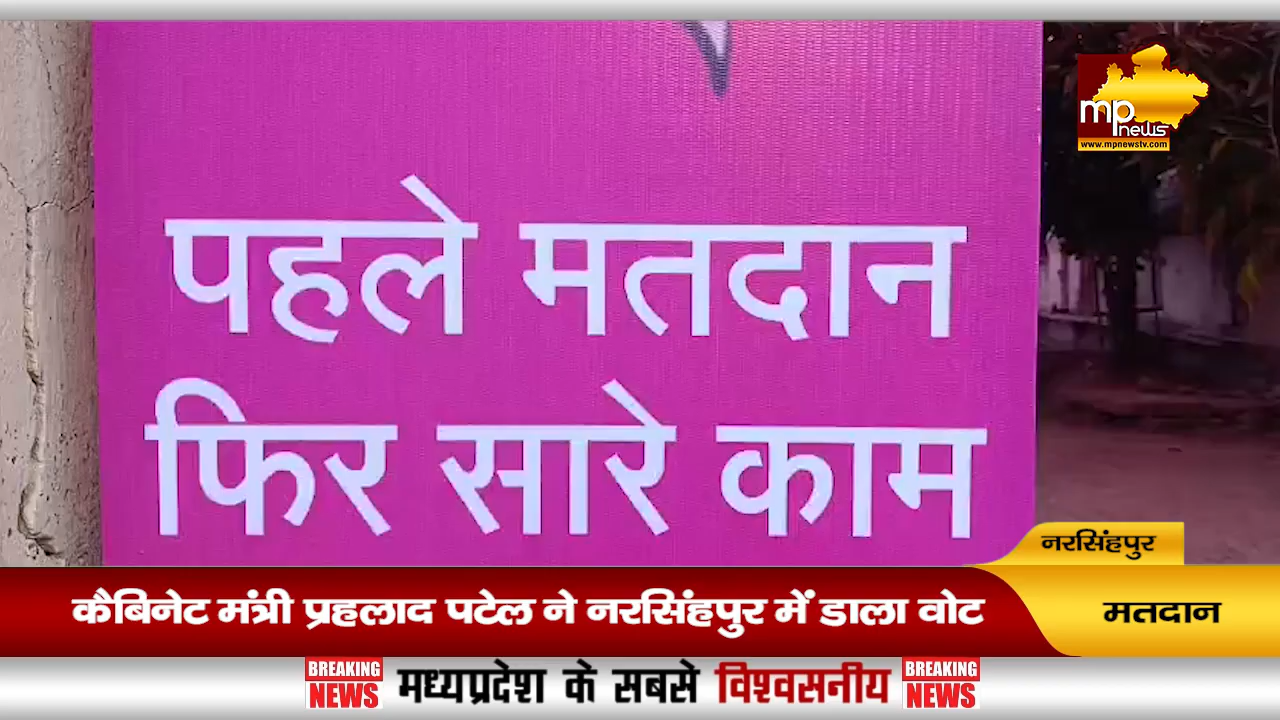 mp
news
www.mpnewstv.com
पहले मतदान
फिर सारे काम
नरसिंहपुर
कैबिनेट मंत्री प्रहलाद पटेल ने नरसिंहपुर में डाला वोट
मतदान
BREAKING
NEWS
मध्यप्रदेश के सबसे विश्वसनीय
BREAKING
NEWS